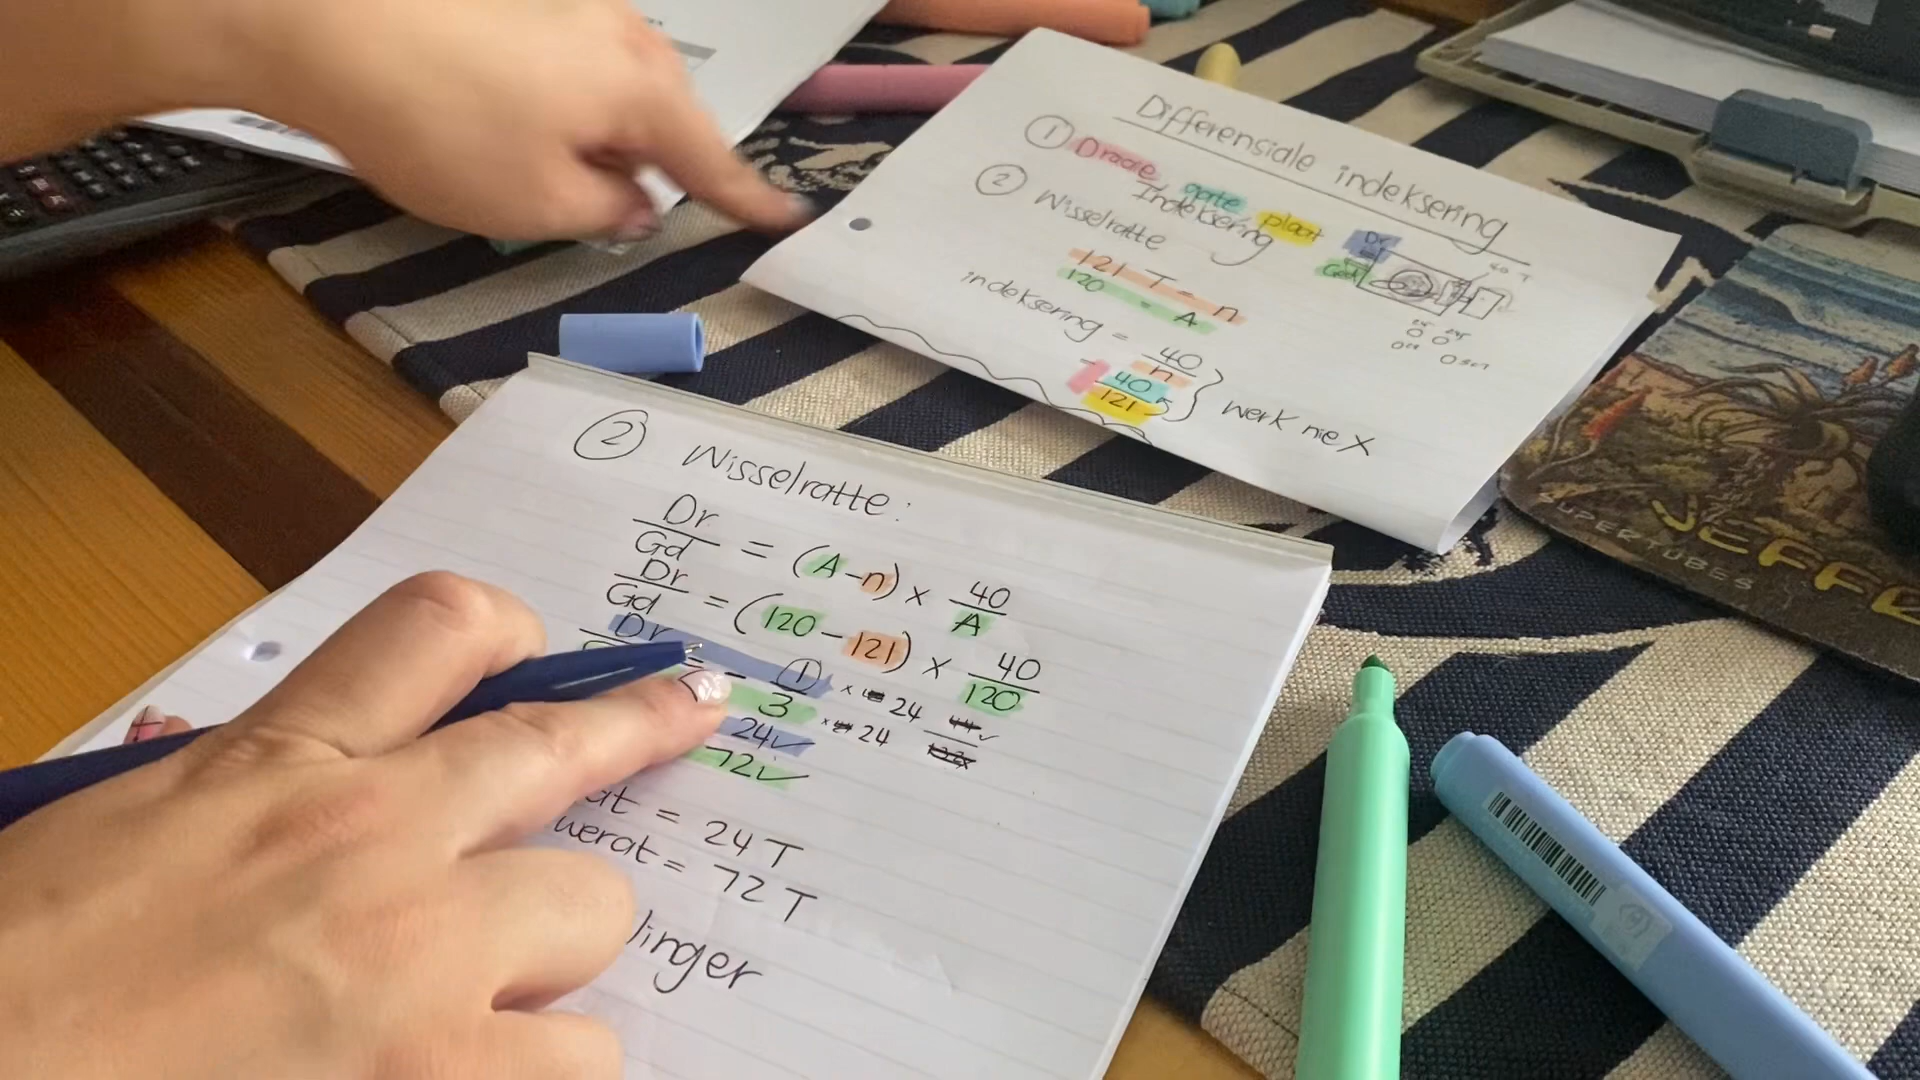 Differensiale indeksering
① Draaie gate plaat
Indeksering
② Wisselratte
Dr
Gd
40 T
121 T - n
120 - A
indeksering = 40
n
= 40
121
werk nie X
② Wisselratte:
Dr = (A-n) x 40
Gd A
Dr = (120-121) x 40
Gd 120
Dr = - ① x 24
3 x 24
24 ✓
72 ✓
at = 24 T
werat = 72 T
linger
JEFFE
SUPERTUBES